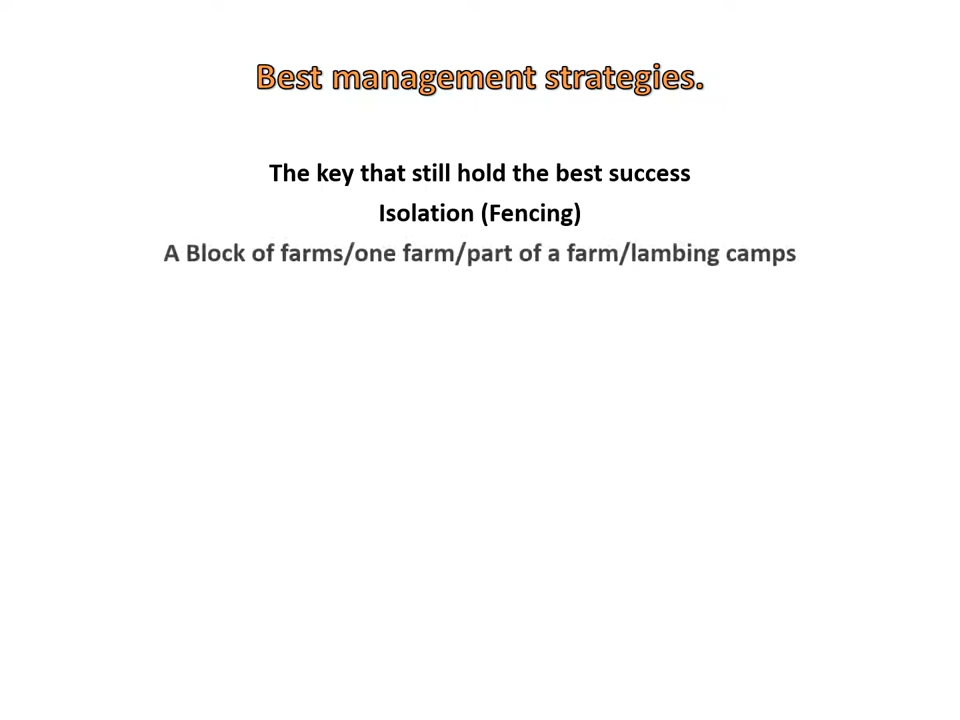 Best management strategies.
The key that still hold the best success
Isolation (Fencing)
A Block of farms/one farm/part of a farm/lambing camps